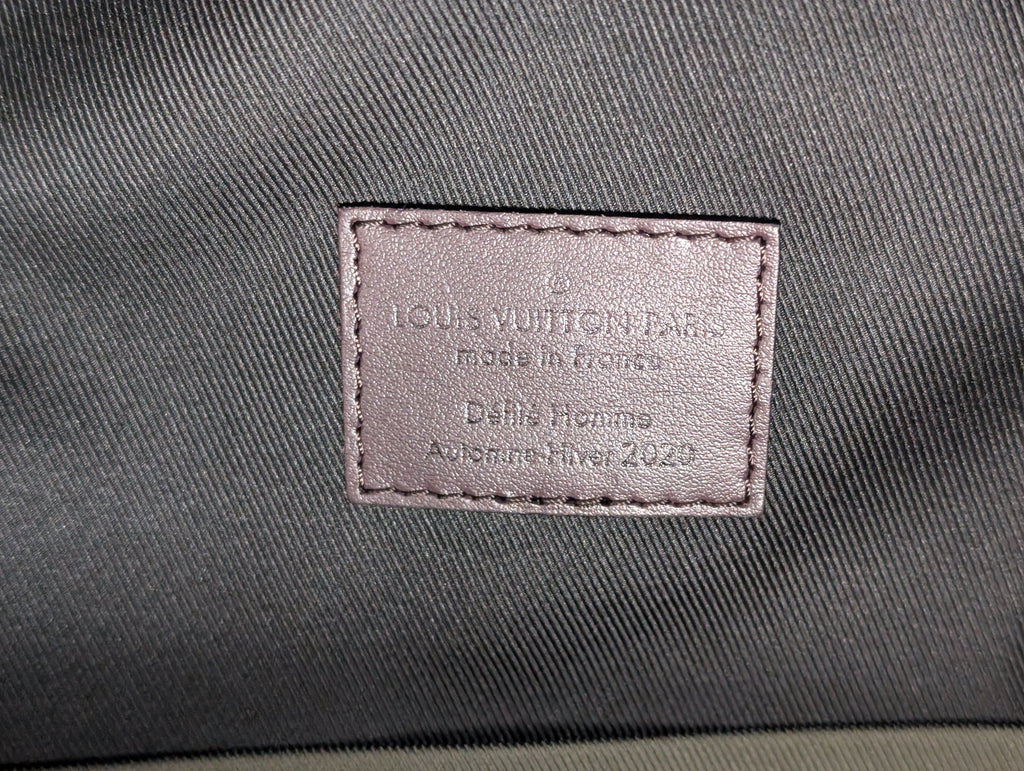 ®
LOUIS VUITTON PARIS
made in France
Défilé Homme
Automne-Hiver 2020